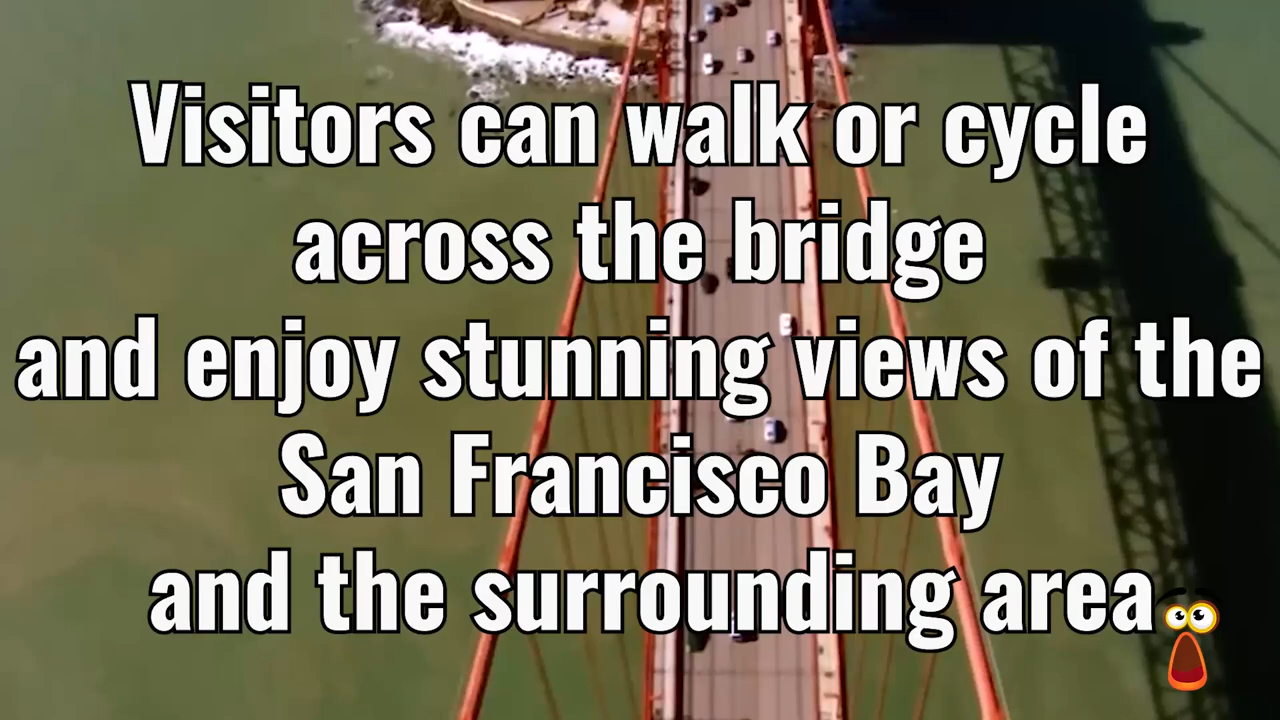 Visitors can walk or cycle
across the bridge
and enjoy stunning views of the
San Francisco Bay
and the surrounding area